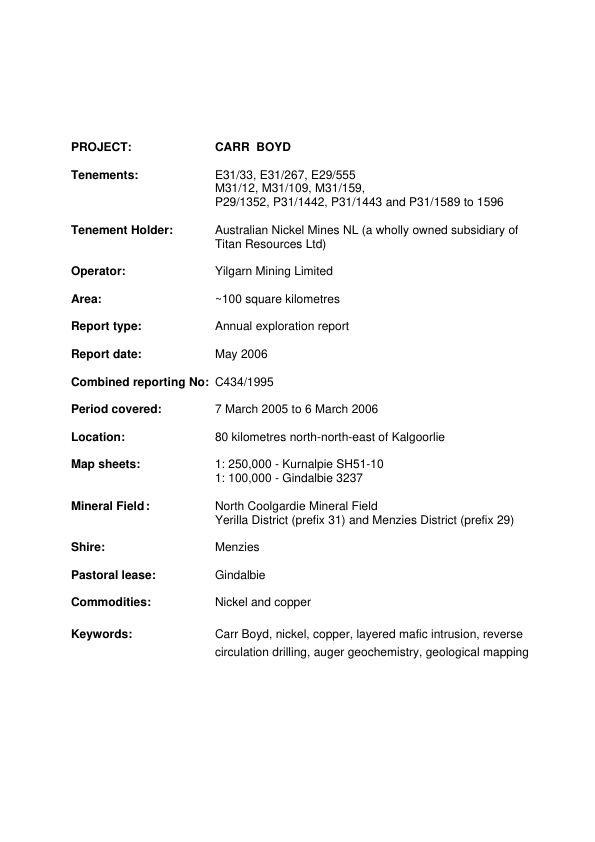 PROJECT: CARR BOYD
Tenements: E31/33, E31/267, E29/555
M31/12, M31/109, M31/159,
P29/1352, P31/1442, P31/1443 and P31/1589 to 1596
Tenement Holder: Australian Nickel Mines NL (a wholly owned subsidiary of
Titan Resources Ltd)
Operator: Yilgarn Mining Limited
Area: ~100 square kilometres
Report type: Annual exploration report
Report date: May 2006
Combined reporting No: C434/1995
Period covered: 7 March 2005 to 6 March 2006
Location: 80 kilometres north-north-east of Kalgoorlie
Map sheets: 1: 250,000 - Kurnalpie SH51-10
1: 100,000 - Gindalbie 3237
Mineral Field: North Coolgardie Mineral Field
Yerilla District (prefix 31) and Menzies District (prefix 29)
Shire: Menzies
Pastoral lease: Gindalbie
Commodities: Nickel and copper
Keywords: Carr Boyd, nickel, copper, layered mafic intrusion, reverse
circulation drilling, auger geochemistry, geological mapping